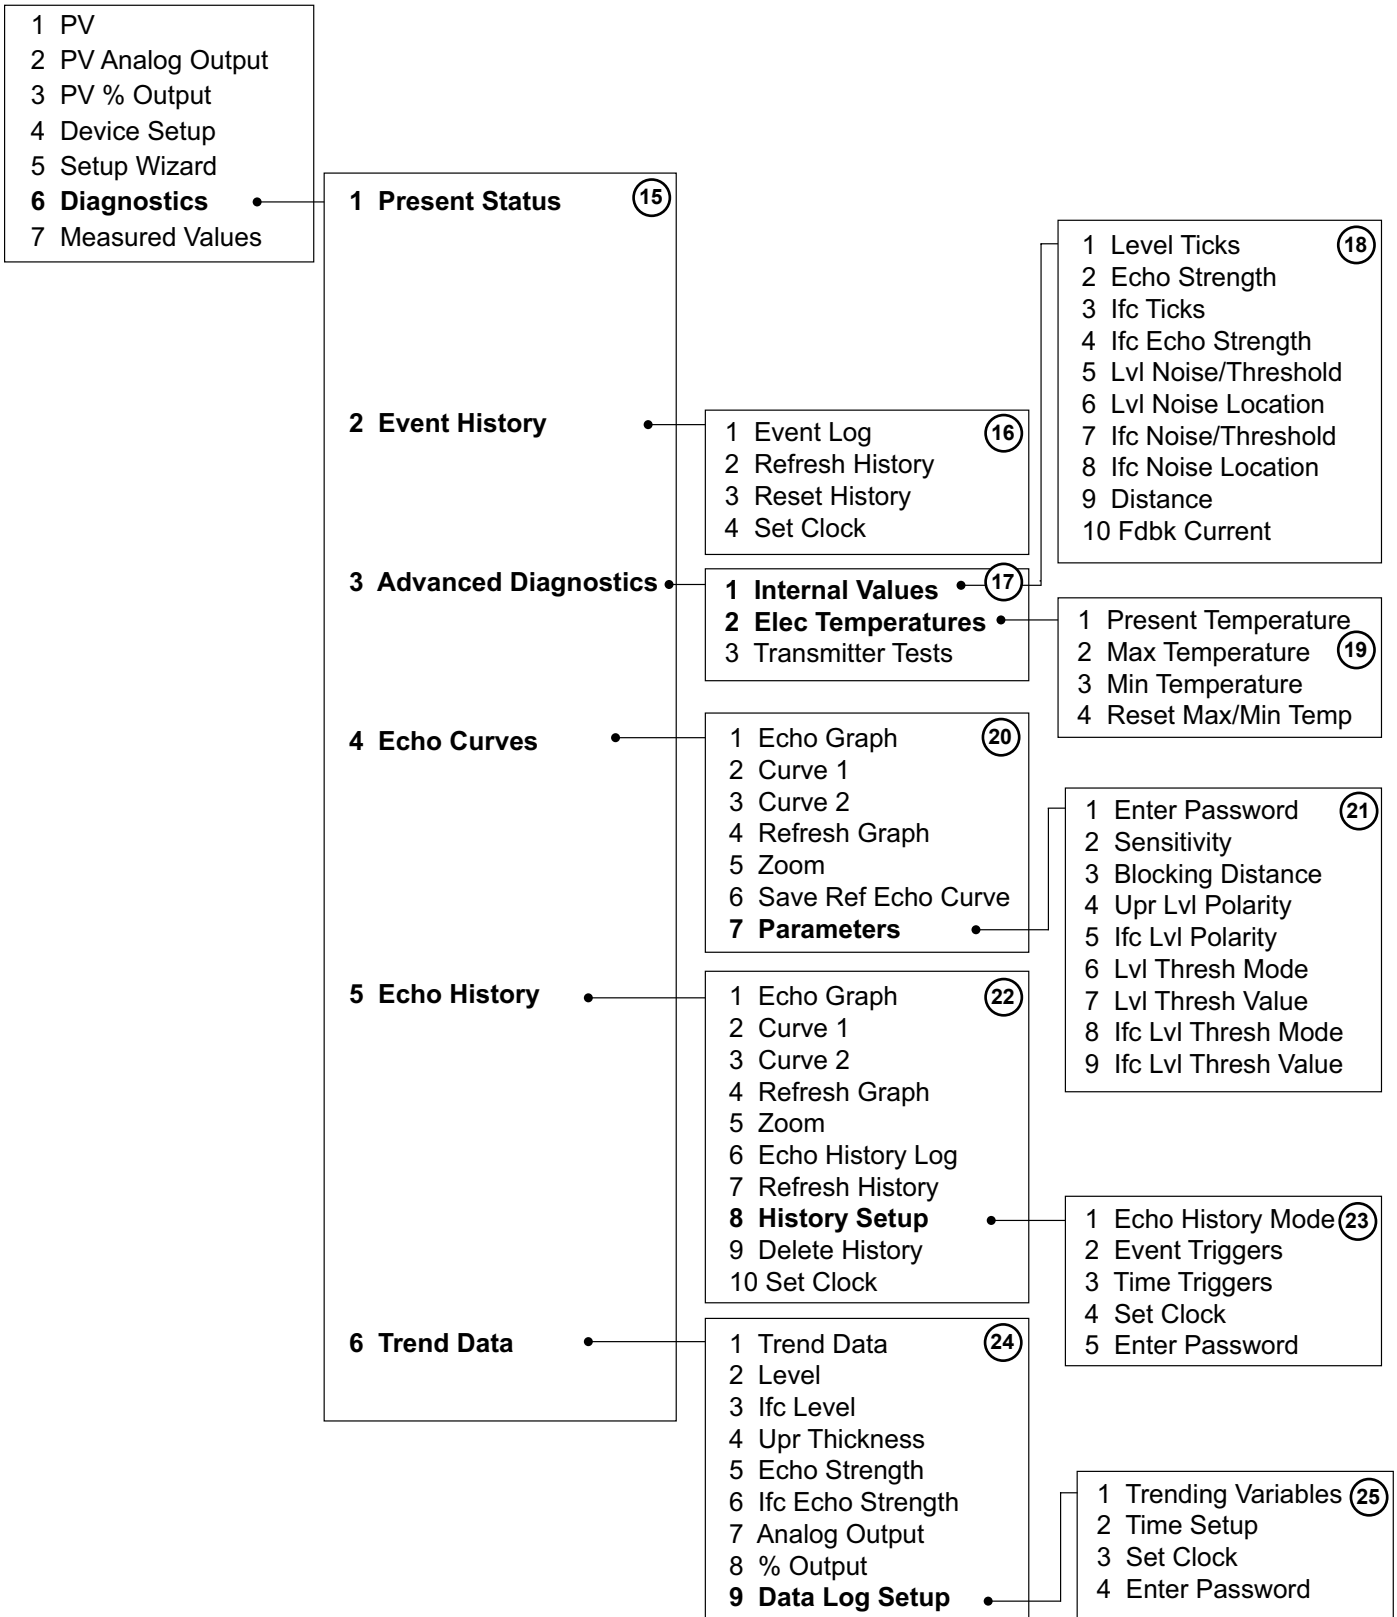 1 PV
2 PV Analog Output
3 PV % Output
4 Device Setup
5 Setup Wizard
6 Diagnostics
7 Measured Values
1 Present Status
15
2 Event History
3 Advanced Diagnostics
4 Echo Curves
5 Echo History
6 Trend Data
1 Event Log
16
2 Refresh History
3 Reset History
4 Set Clock
1 Internal Values
17
2 Elec Temperatures
3 Transmitter Tests
1 Level Ticks
18
2 Echo Strength
3 Ifc Ticks
4 Ifc Echo Strength
5 Lvl Noise/Threshold
6 Lvl Noise Location
7 Ifc Noise/Threshold
8 Ifc Noise Location
9 Distance
10 Fdbk Current
1 Present Temperature
2 Max Temperature
19
3 Min Temperature
4 Reset Max/Min Temp
1 Echo Graph
20
2 Curve 1
3 Curve 2
4 Refresh Graph
5 Zoom
6 Save Ref Echo Curve
7 Parameters
1 Enter Password
21
2 Sensitivity
3 Blocking Distance
4 Upr Lvl Polarity
5 Ifc Lvl Polarity
6 Lvl Thresh Mode
7 Lvl Thresh Value
8 Ifc Lvl Thresh Mode
9 Ifc Lvl Thresh Value
1 Echo Graph
22
2 Curve 1
3 Curve 2
4 Refresh Graph
5 Zoom
6 Echo History Log
7 Refresh History
8 History Setup
9 Delete History
10 Set Clock
1 Echo History Mode
23
2 Event Triggers
3 Time Triggers
4 Set Clock
5 Enter Password
1 Trend Data
24
2 Level
3 Ifc Level
4 Upr Thickness
5 Echo Strength
6 Ifc Echo Strength
7 Analog Output
8 % Output
9 Data Log Setup
1 Trending Variables
25
2 Time Setup
3 Set Clock
4 Enter Password